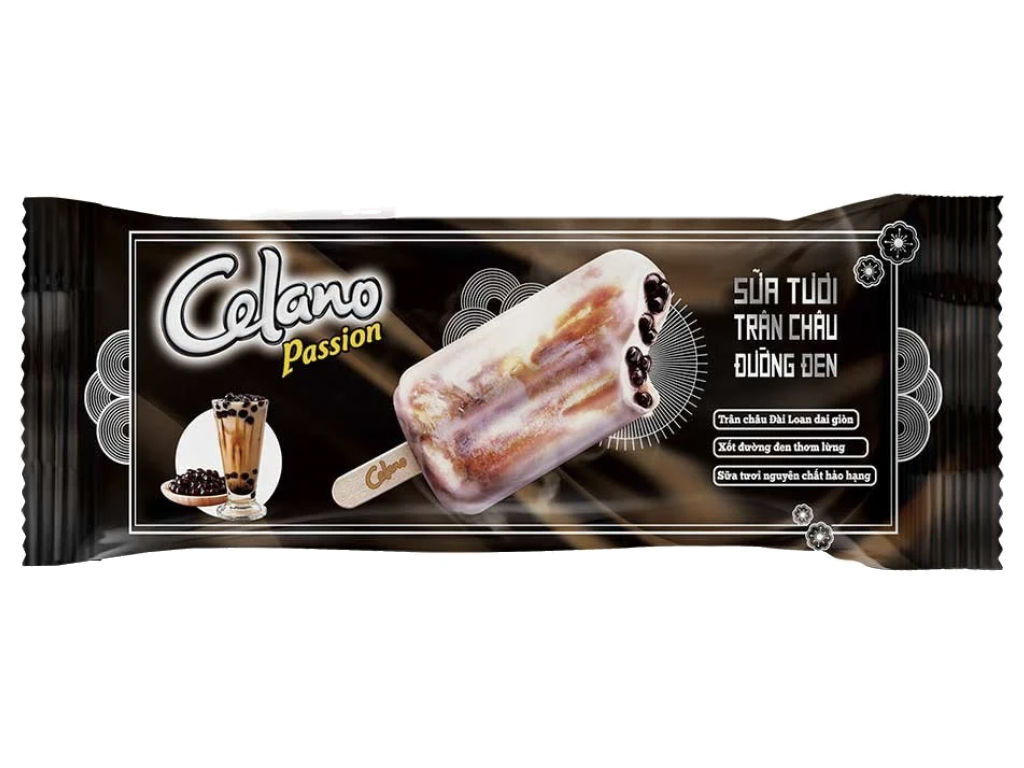 Celano
Passion
Celano
SỮA TƯƠI
TRÂN CHÂU
ĐƯỜNG ĐEN
Trân châu Đài Loan dai giòn
Xốt đường đen thơm lừng
Sữa tươi nguyên chất hảo hạng